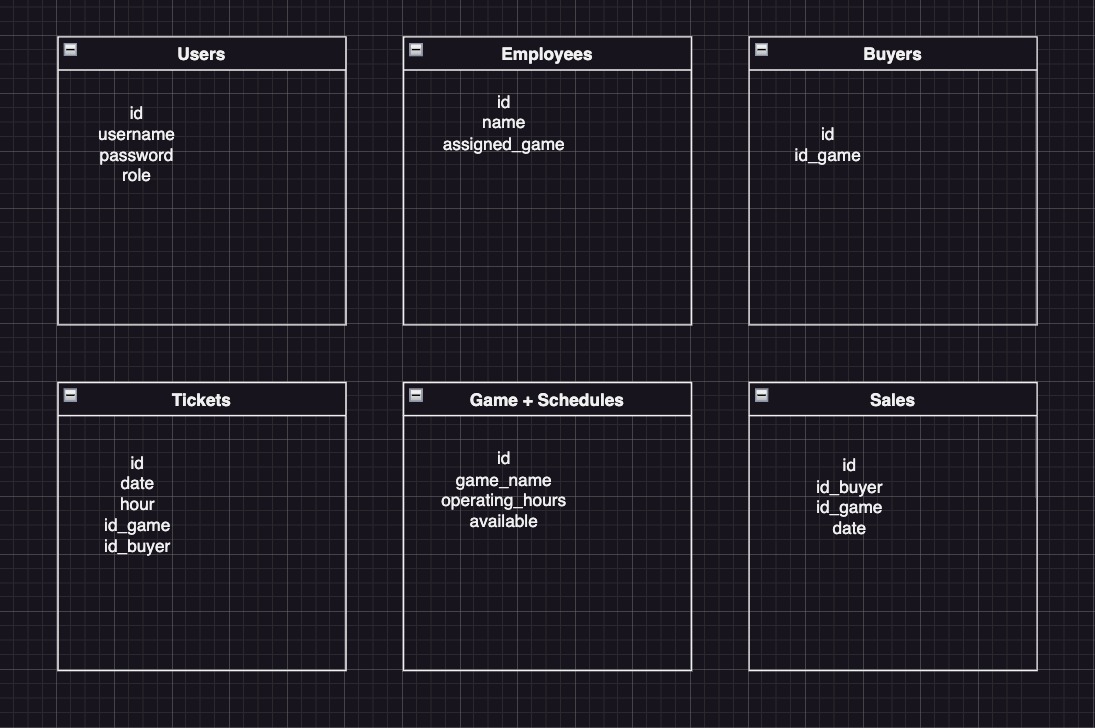 Users
id
username
password
role
Employees
id
name
assigned_game
Buyers
id
id_game
Tickets
id
date
hour
id_game
id_buyer
Game + Schedules
id
game_name
operating_hours
available
Sales
id
id_buyer
id_game
date